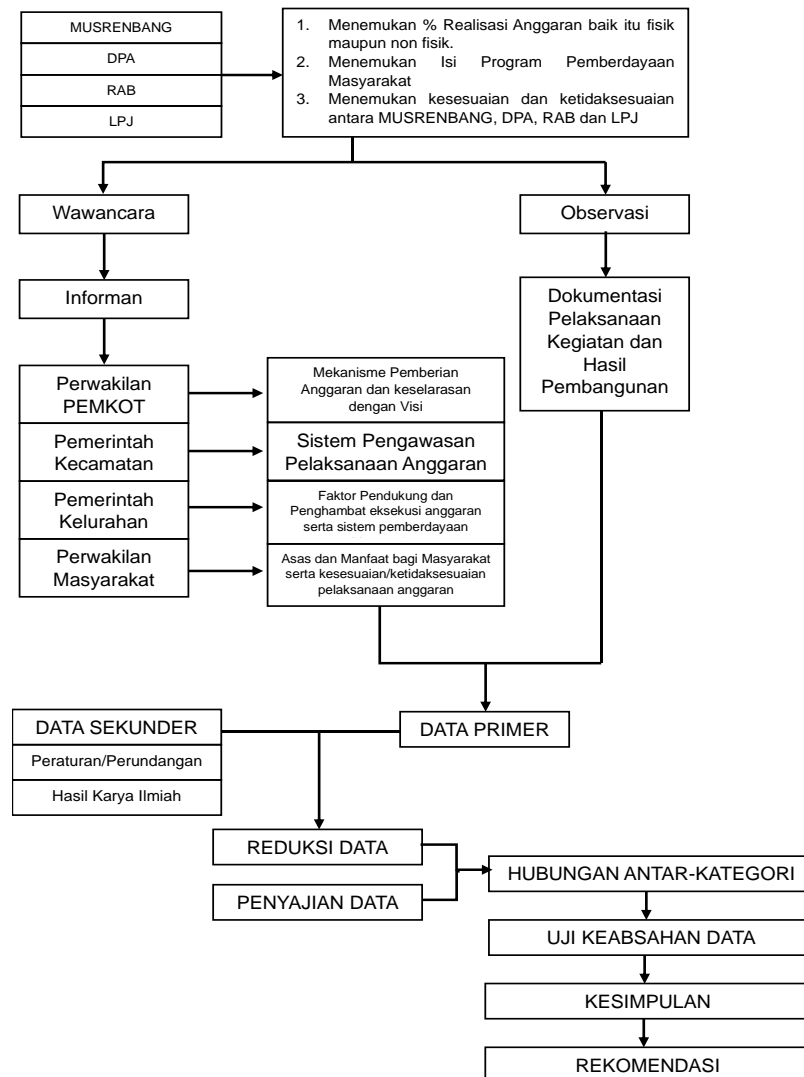 MUSRENBANG
DPA
RAB
LPJ
1. Menemukan % Realisasi Anggaran baik itu fisik
maupun non fisik.
2. Menemukan Isi Program Pemberdayaan
Masyarakat
3. Menemukan kesesuaian dan ketidaksesuaian
antara MUSRENBANG, DPA, RAB dan LPJ
Wawancara
Observasi
Informan
Dokumentasi
Pelaksanaan
Kegiatan dan
Hasil
Pembangunan
Perwakilan
PEMKOT
Mekanisme Pemberian
Anggaran dan keselarasan
dengan Visi
Pemerintah
Kecamatan
Sistem Pengawasan
Pelaksanaan Anggaran
Pemerintah
Kelurahan
Faktor Pendukung dan
Penghambat eksekusi anggaran
serta sistem pemberdayaan
Perwakilan
Masyarakat
Asas dan Manfaat bagi Masyarakat
serta kesesuaian/ketidaksesuaian
pelaksanaan anggaran
DATA SEKUNDER
Peraturan/Perundangan
Hasil Karya Ilmiah
DATA PRIMER
REDUKSI DATA
PENYAJIAN DATA
HUBUNGAN ANTAR-KATEGORI
UJI KEABSAHAN DATA
KESIMPULAN
REKOMENDASI